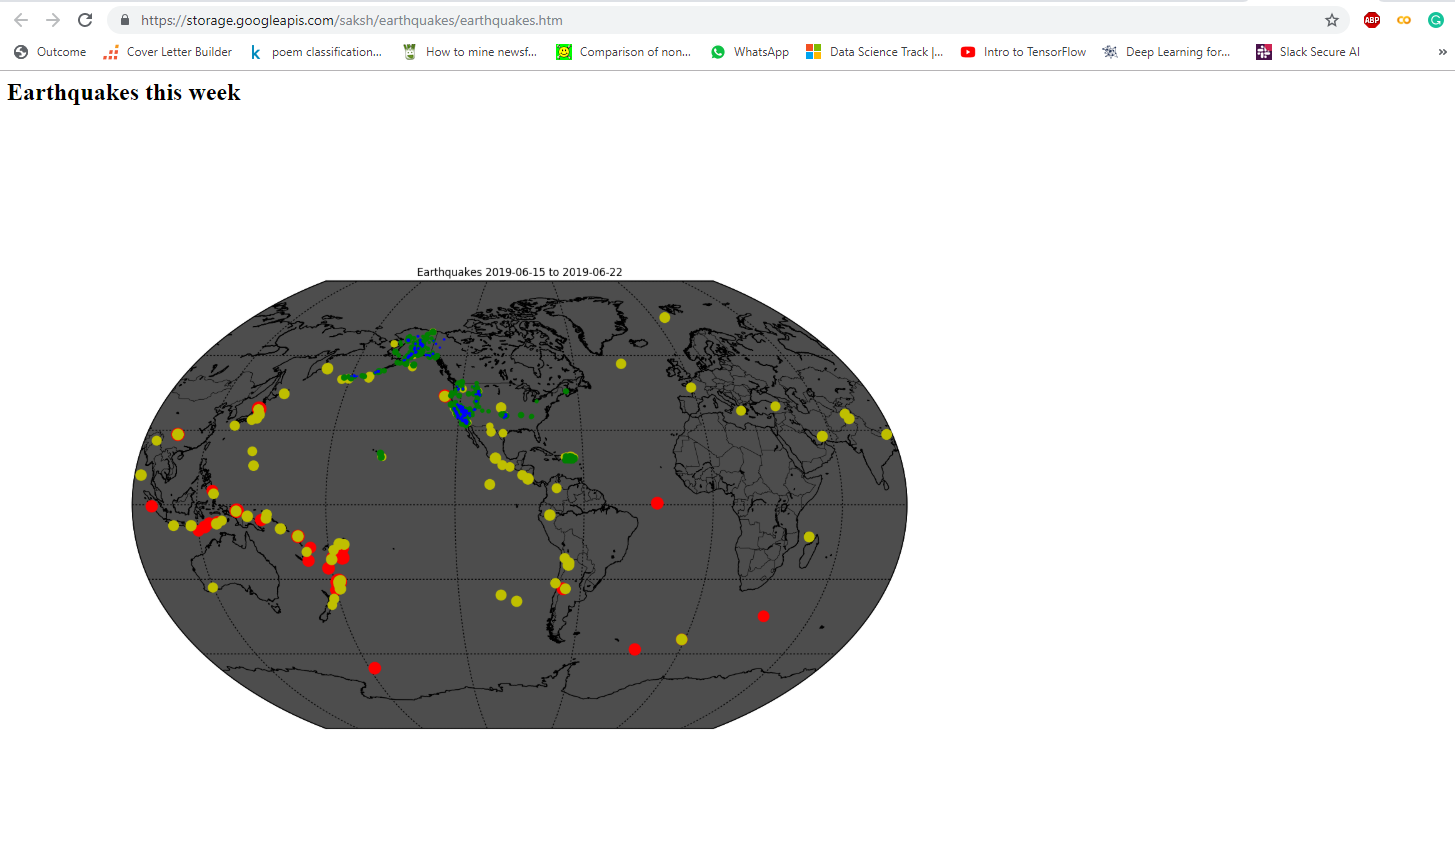 https://storage.googleapis.com/saksh/earthquakes/earthquakes.htm
ABP
CO
G
Outcome
Cover Letter Builder
k poem classification...
How to mine newsf...
Comparison of non...
WhatsApp
Data Science Track |...
Intro to TensorFlow
Deep Learning for...
Slack Secure AI
»
Earthquakes this week
Earthquakes 2019-06-15 to 2019-06-22